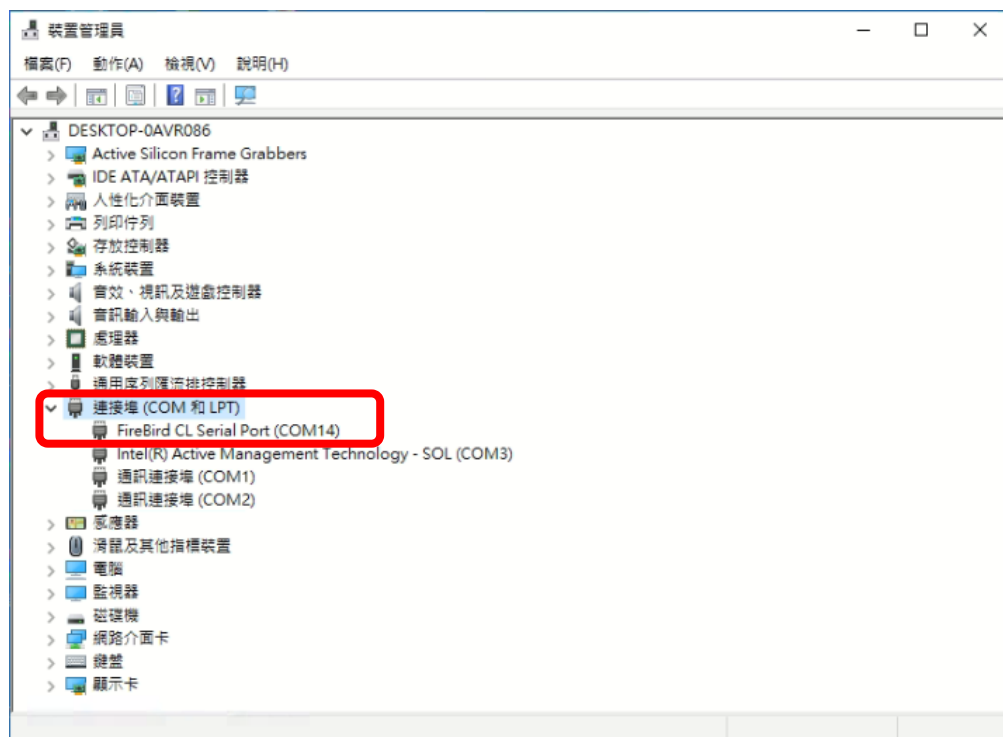 裝置管理員
檔案(F) 動作(A) 檢視(V) 說明(H)
DESKTOP-0AVR086
Active Silicon Frame Grabbers
IDE ATA/ATAPI 控制器
人性化介面裝置
列印佇列
存放控制器
系統裝置
音效、視訊及遊戲控制器
音訊輸入與輸出
處理器
軟體裝置
通用序列匯流排控制器
連接埠 (COM 和 LPT)
FireBird CL Serial Port (COM14)
Intel(R) Active Management Technology - SOL (COM3)
通訊連接埠 (COM1)
通訊連接埠 (COM2)
感應器
滑鼠及其他指標裝置
電腦
監視器
磁碟機
網路介面卡
鍵盤
顯示卡